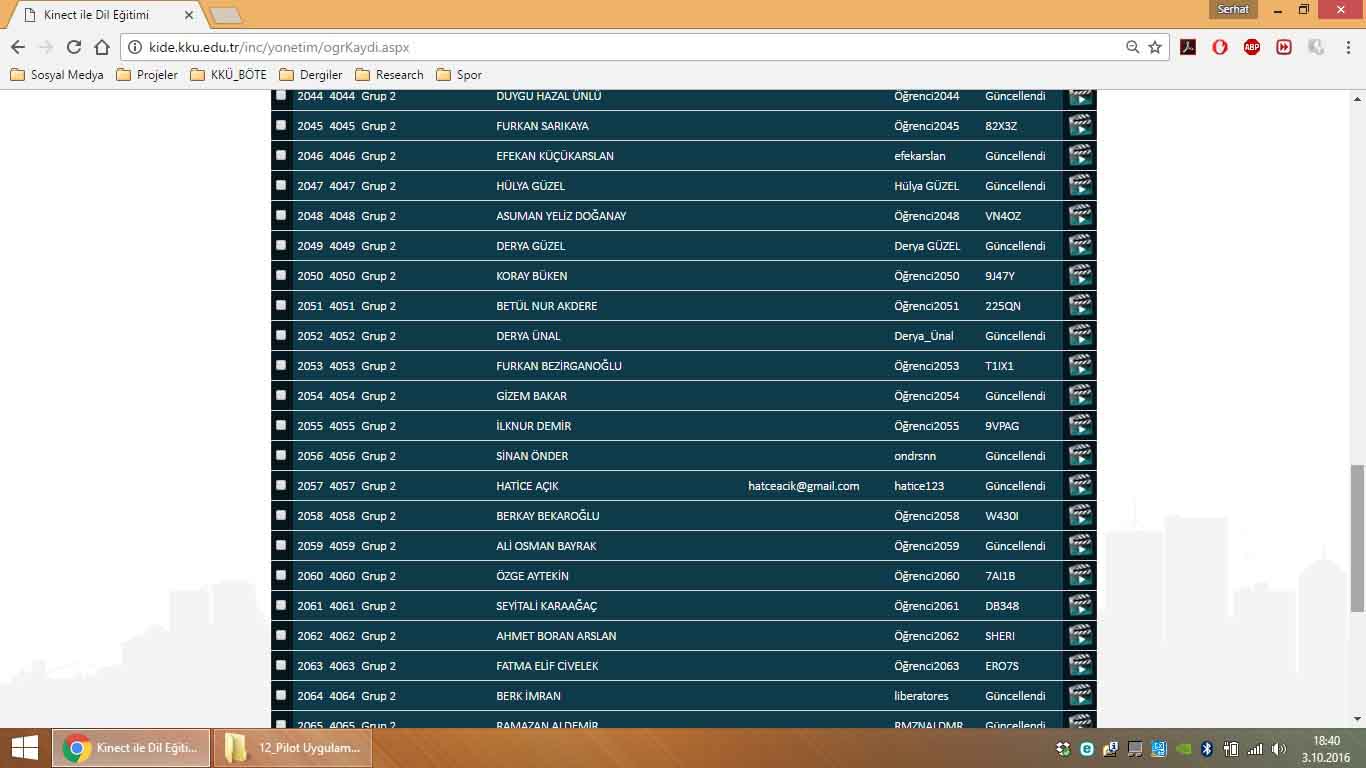 Kinect ile Dil Eğitimi
Serhat
kide.kku.edu.tr/inc/yonetim/ogrKaydi.aspx
ABP
Sosyal Medya Projeler KKÜ_BÖTE Dergiler Research Spor
2044 4044 Grup 2 DUYGU HAZAL ÜNLÜ Öğrenci2044 Güncellendi
2045 4045 Grup 2 FURKAN SARIKAYA Öğrenci2045 82X3Z
2046 4046 Grup 2 EFEKAN KÜÇÜKARSLAN efekarslan Güncellendi
2047 4047 Grup 2 HÜLYA GÜZEL Hülya GÜZEL Güncellendi
2048 4048 Grup 2 ASUMAN YELİZ DOĞANAY Öğrenci2048 VN4OZ
2049 4049 Grup 2 DERYA GÜZEL Derya GÜZEL Güncellendi
2050 4050 Grup 2 KORAY BÜKEN Öğrenci2050 9J47Y
2051 4051 Grup 2 BETÜL NUR AKDERE Öğrenci2051 225QN
2052 4052 Grup 2 DERYA ÜNAL Derya_Ünal Güncellendi
2053 4053 Grup 2 FURKAN BEZİRGANOĞLU Öğrenci2053 T1IX1
2054 4054 Grup 2 GİZEM BAKAR Öğrenci2054 Güncellendi
2055 4055 Grup 2 İLKNUR DEMİR Öğrenci2055 9VPAG
2056 4056 Grup 2 SİNAN ÖNDER ondrsnn Güncellendi
2057 4057 Grup 2 HATİCE AÇIK hatceacik@gmail.com hatice123 Güncellendi
2058 4058 Grup 2 BERKAY BEKAROĞLU Öğrenci2058 W430I
2059 4059 Grup 2 ALİ OSMAN BAYRAK Öğrenci2059 Güncellendi
2060 4060 Grup 2 ÖZGE AYTEKİN Öğrenci2060 7AI1B
2061 4061 Grup 2 SEYİTALİ KARAAĞAÇ Öğrenci2061 DB348
2062 4062 Grup 2 AHMET BORAN ARSLAN Öğrenci2062 SHERI
2063 4063 Grup 2 FATMA ELİF CİVELEK Öğrenci2063 ERO7S
2064 4064 Grup 2 BERK İMRAN liberatores Güncellendi
2065 4065 Grup 2 RAMAZAN ALDEMİR RMZNALDMR Güncellendi
Kinect ile Dil Eğiti... 12_Pilot Uygulam... 18:40
3.10.2016